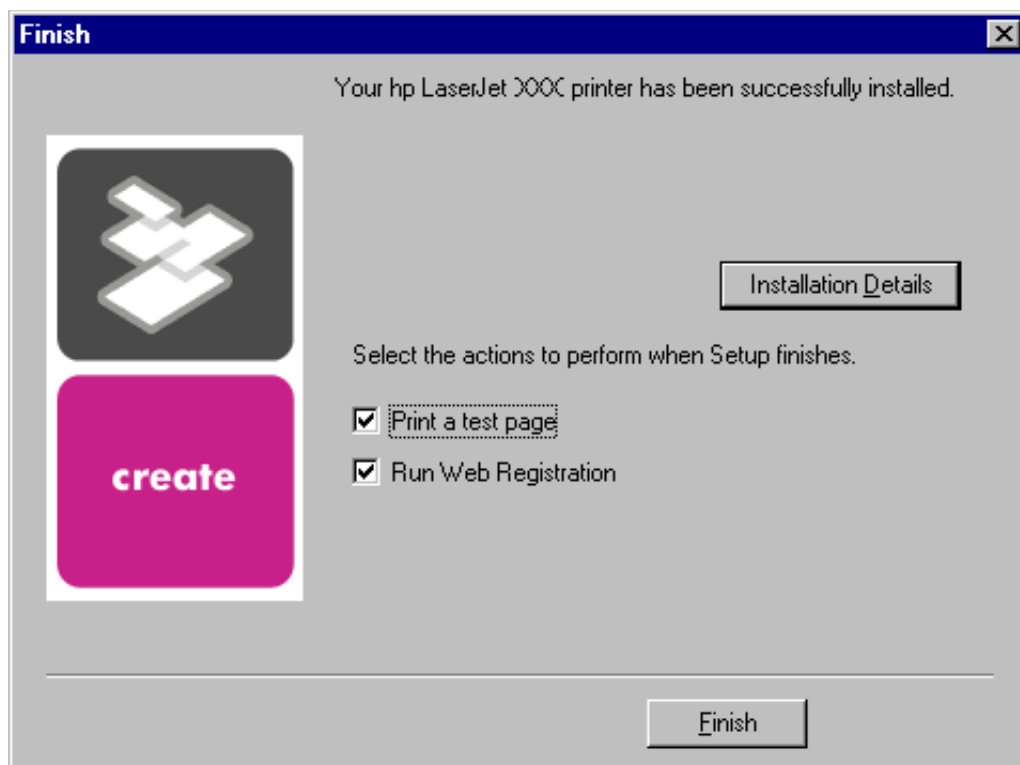 Finish
Your hp LaserJet XXX printer has been successfully installed.
Installation Details
Select the actions to perform when Setup finishes.
Print a test page
Run Web Registration
create
Finish